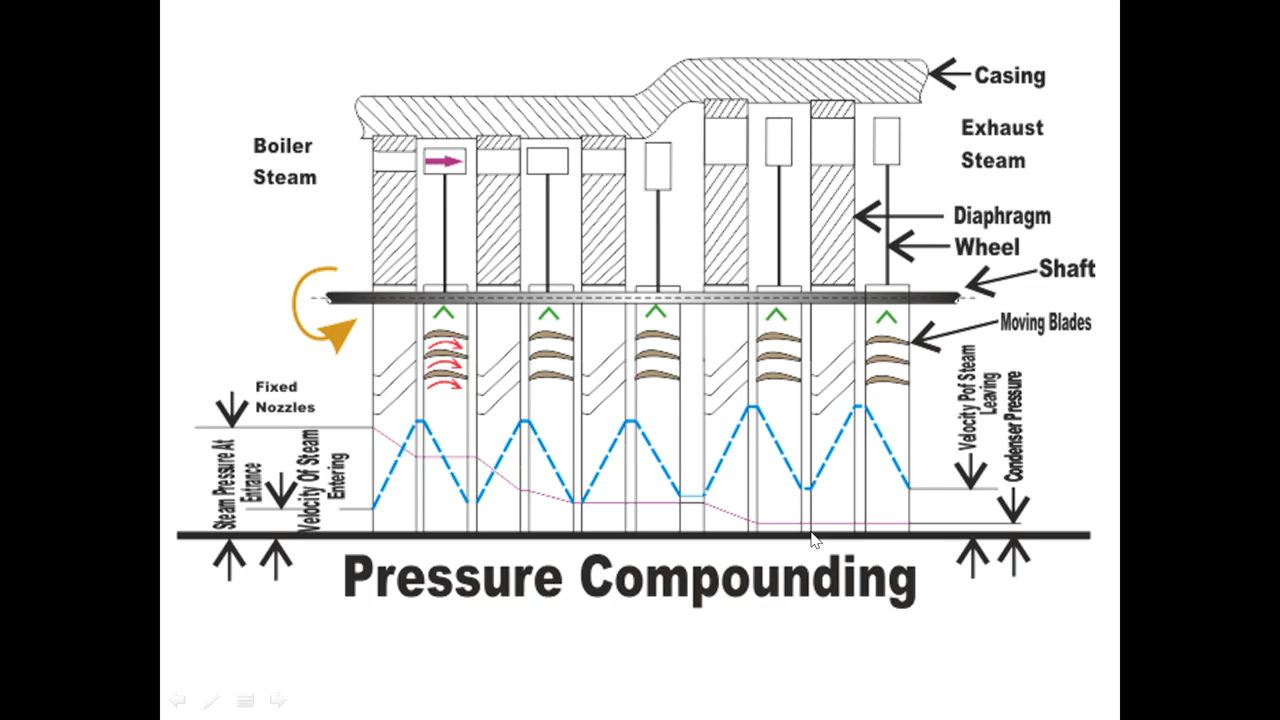 Casing
Boiler
Steam
Exhaust
Steam
Diaphragm
Wheel
Shaft
Moving Blades
Fixed
Nozzles
Steam Pressure At
Entrance
Velocity Of Steam
Entering
Velocity Pof Steam
Leaving
Condenser Pressure
Pressure Compounding